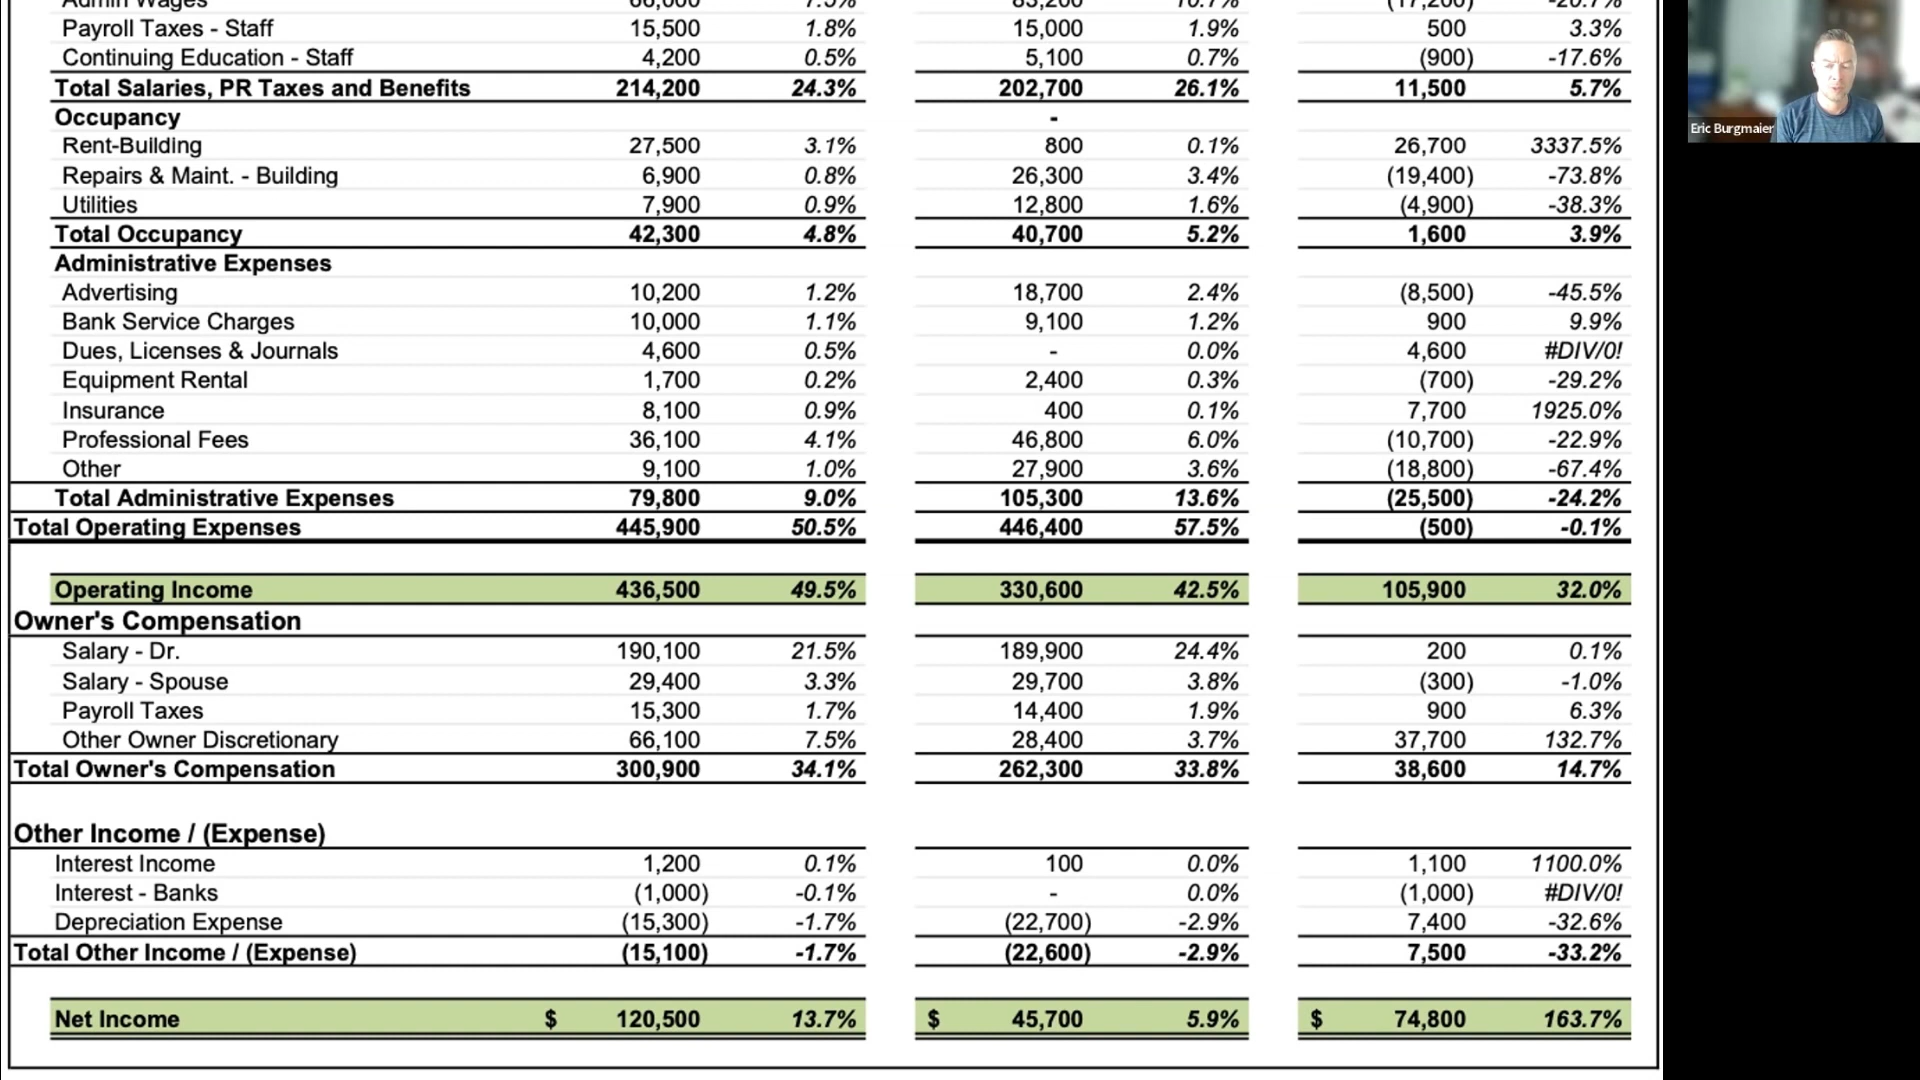 Admin Wages 66,000 7.5% 83,200 10.7% (17,200) -20.7%
Payroll Taxes - Staff 15,500 1.8% 15,000 1.9% 500 3.3%
Continuing Education - Staff 4,200 0.5% 5,100 0.7% (900) -17.6%
Total Salaries, PR Taxes and Benefits 214,200 24.3% 202,700 26.1% 11,500 5.7%
Occupancy -
Rent-Building 27,500 3.1% 800 0.1% 26,700 3337.5%
Repairs & Maint. - Building 6,900 0.8% 26,300 3.4% (19,400) -73.8%
Utilities 7,900 0.9% 12,800 1.6% (4,900) -38.3%
Total Occupancy 42,300 4.8% 40,700 5.2% 1,600 3.9%
Administrative Expenses
Advertising 10,200 1.2% 18,700 2.4% (8,500) -45.5%
Bank Service Charges 10,000 1.1% 9,100 1.2% 900 9.9%
Dues, Licenses & Journals 4,600 0.5% - 0.0% 4,600 #DIV/0!
Equipment Rental 1,700 0.2% 2,400 0.3% (700) -29.2%
Insurance 8,100 0.9% 400 0.1% 7,700 1925.0%
Professional Fees 36,100 4.1% 46,800 6.0% (10,700) -22.9%
Other 9,100 1.0% 27,900 3.6% (18,800) -67.4%
Total Administrative Expenses 79,800 9.0% 105,300 13.6% (25,500) -24.2%
Total Operating Expenses 445,900 50.5% 446,400 57.5% (500) -0.1%
Operating Income 436,500 49.5% 330,600 42.5% 105,900 32.0%
Owner's Compensation
Salary - Dr. 190,100 21.5% 189,900 24.4% 200 0.1%
Salary - Spouse 29,400 3.3% 29,700 3.8% (300) -1.0%
Payroll Taxes 15,300 1.7% 14,400 1.9% 900 6.3%
Other Owner Discretionary 66,100 7.5% 28,400 3.7% 37,700 132.7%
Total Owner's Compensation 300,900 34.1% 262,300 33.8% 38,600 14.7%
Other Income / (Expense)
Interest Income 1,200 0.1% 100 0.0% 1,100 1100.0%
Interest - Banks (1,000) -0.1% - 0.0% (1,000) #DIV/0!
Depreciation Expense (15,300) -1.7% (22,700) -2.9% 7,400 -32.6%
Total Other Income / (Expense) (15,100) -1.7% (22,600) -2.9% 7,500 -33.2%
Net Income $ 120,500 13.7% $ 45,700 5.9% $ 74,800 163.7%
Eric Burgmaier